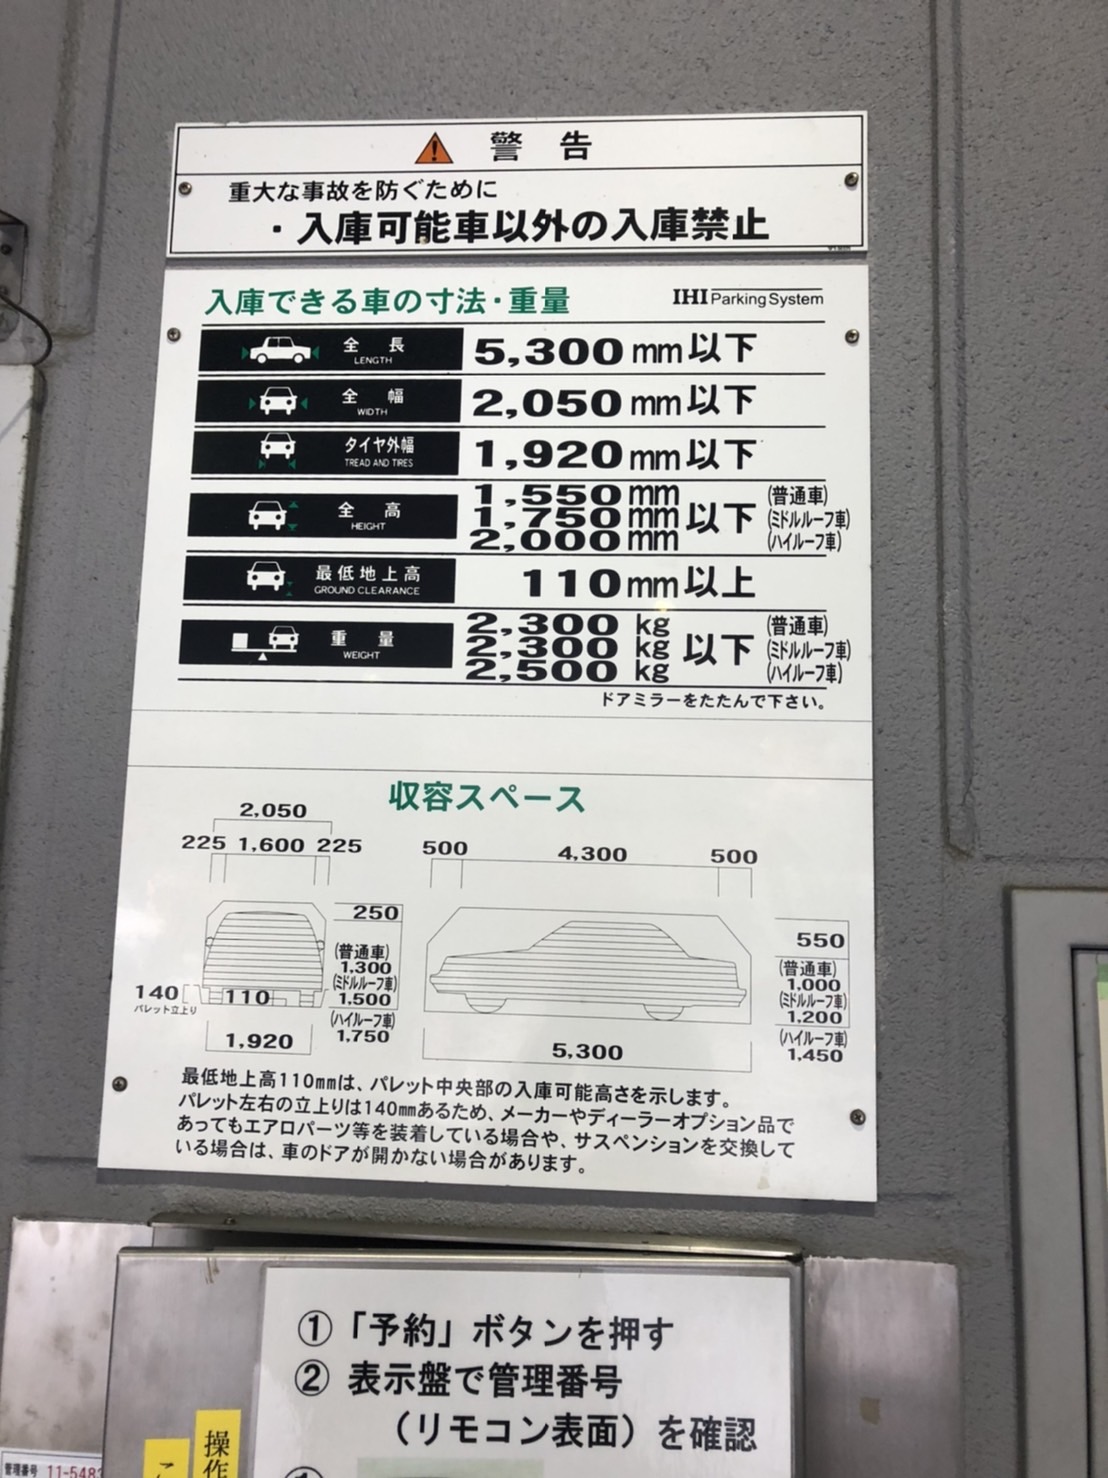 警告
重大な事故を防ぐために
・入庫可能車以外の入庫禁止
入庫できる車の寸法・重量
IHI Parking System
全長 5,300mm以下
LENGTH
全幅 2,050mm以下
WIDTH
タイヤ外幅 1,920mm以下
TREAD AND TIRES
全高
HEIGHT
1,550mm (普通車)
1,750mm 以下 (ミドルルーフ車)
2,000mm (ハイルーフ車)
最低地上高 110mm以上
GROUND CLEARANCE
重量
WEIGHT
2,300 kg (普通車)
2,300 kg 以下 (ミドルルーフ車)
2,500 kg (ハイルーフ車)
ドアミラーをたたんで下さい。
収容スペース
2,050
225 1,600 225
250
(普通車)
1,300
(ミドルルーフ車)
1,500
(ハイルーフ車)
1,750
140
パレット立上り
110
1,920
500 4,300 500
550
(普通車)
1,000
(ミドルルーフ車)
1,200
(ハイルーフ車)
1,450
5,300
最低地上高110mmは、パレット中央部の入庫可能高さを示します。
パレット左右の立上りは140mmあるため、メーカーやディーラーオプション品で
あってもエアロパーツ等を装着している場合や、サスペンションを交換して
いる場合は、車のドアが開かない場合があります。
① 「予約」ボタンを押す
② 表示盤で管理番号
（リモコン表面）を確認
操作
こ
管理番号 11-5483